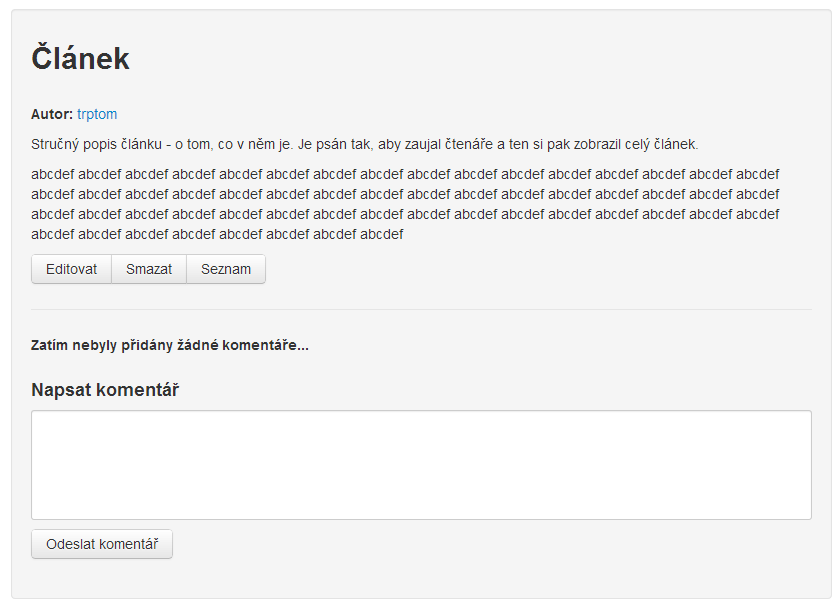 Článek
Autor: trptom
Stručný popis článku - o tom, co v něm je. Je psán tak, aby zaujal čtenáře a ten si pak zobrazil celý článek.
abcdef abcdef abcdef abcdef abcdef abcdef abcdef abcdef abcdef abcdef abcdef abcdef abcdef abcdef abcdef abcdef
abcdef abcdef abcdef abcdef abcdef abcdef abcdef abcdef abcdef abcdef abcdef abcdef abcdef abcdef abcdef abcdef
abcdef abcdef abcdef abcdef abcdef abcdef abcdef abcdef abcdef abcdef abcdef abcdef abcdef abcdef abcdef abcdef
abcdef abcdef abcdef abcdef abcdef abcdef abcdef abcdef
Editovat Smazat Seznam
Zatím nebyly přidány žádné komentáře...
Napsat komentář
Odeslat komentář